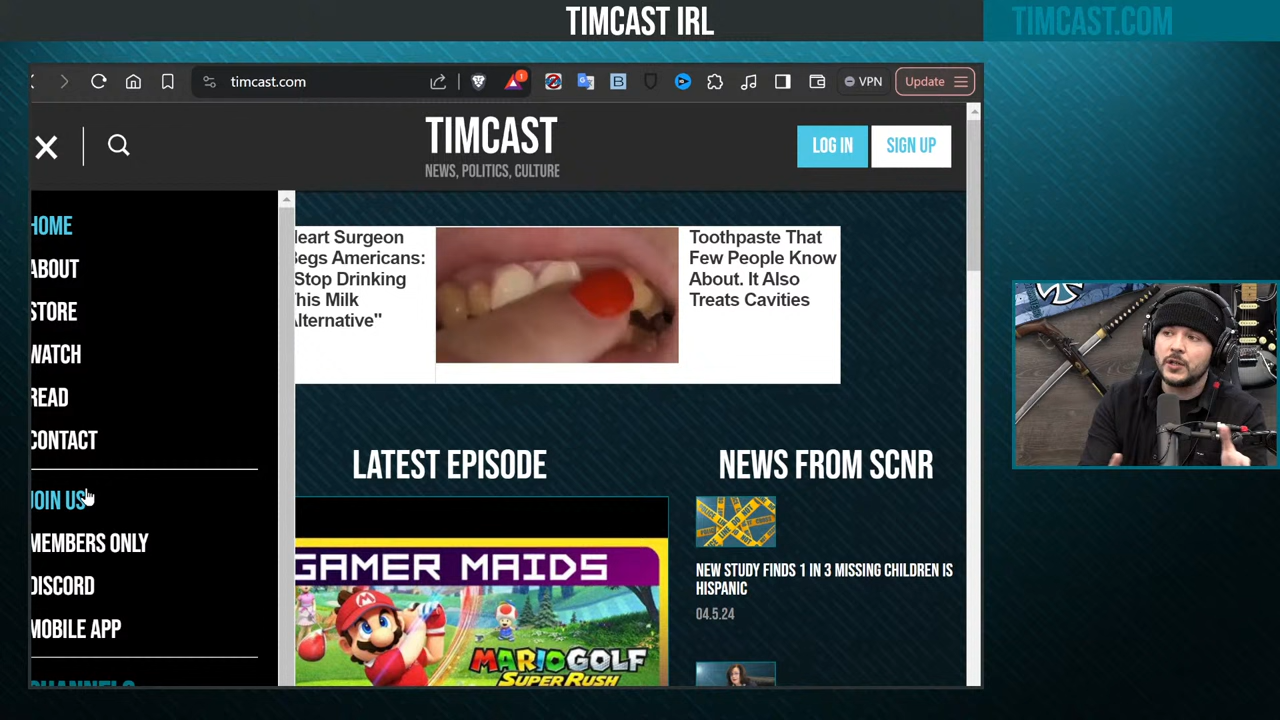 TIMCAST IRL
TIMCAST.COM
timcast.com
1
VPN
Update
TIMCAST
NEWS, POLITICS, CULTURE
LOG IN
SIGN UP
HOME
ABOUT
STORE
WATCH
READ
CONTACT
JOIN US
MEMBERS ONLY
DISCORD
MOBILE APP
CHANNELS
Heart Surgeon
Begs Americans:
"Stop Drinking
This Milk
Alternative"
Toothpaste That
Few People Know
About. It Also
Treats Cavities
LATEST EPISODE
GAMER MAIDS
MARIO GOLF
SUPER RUSH
NEWS FROM SCNR
NEW STUDY FINDS 1 IN 3 MISSING CHILDREN IS
HISPANIC
04.5.24